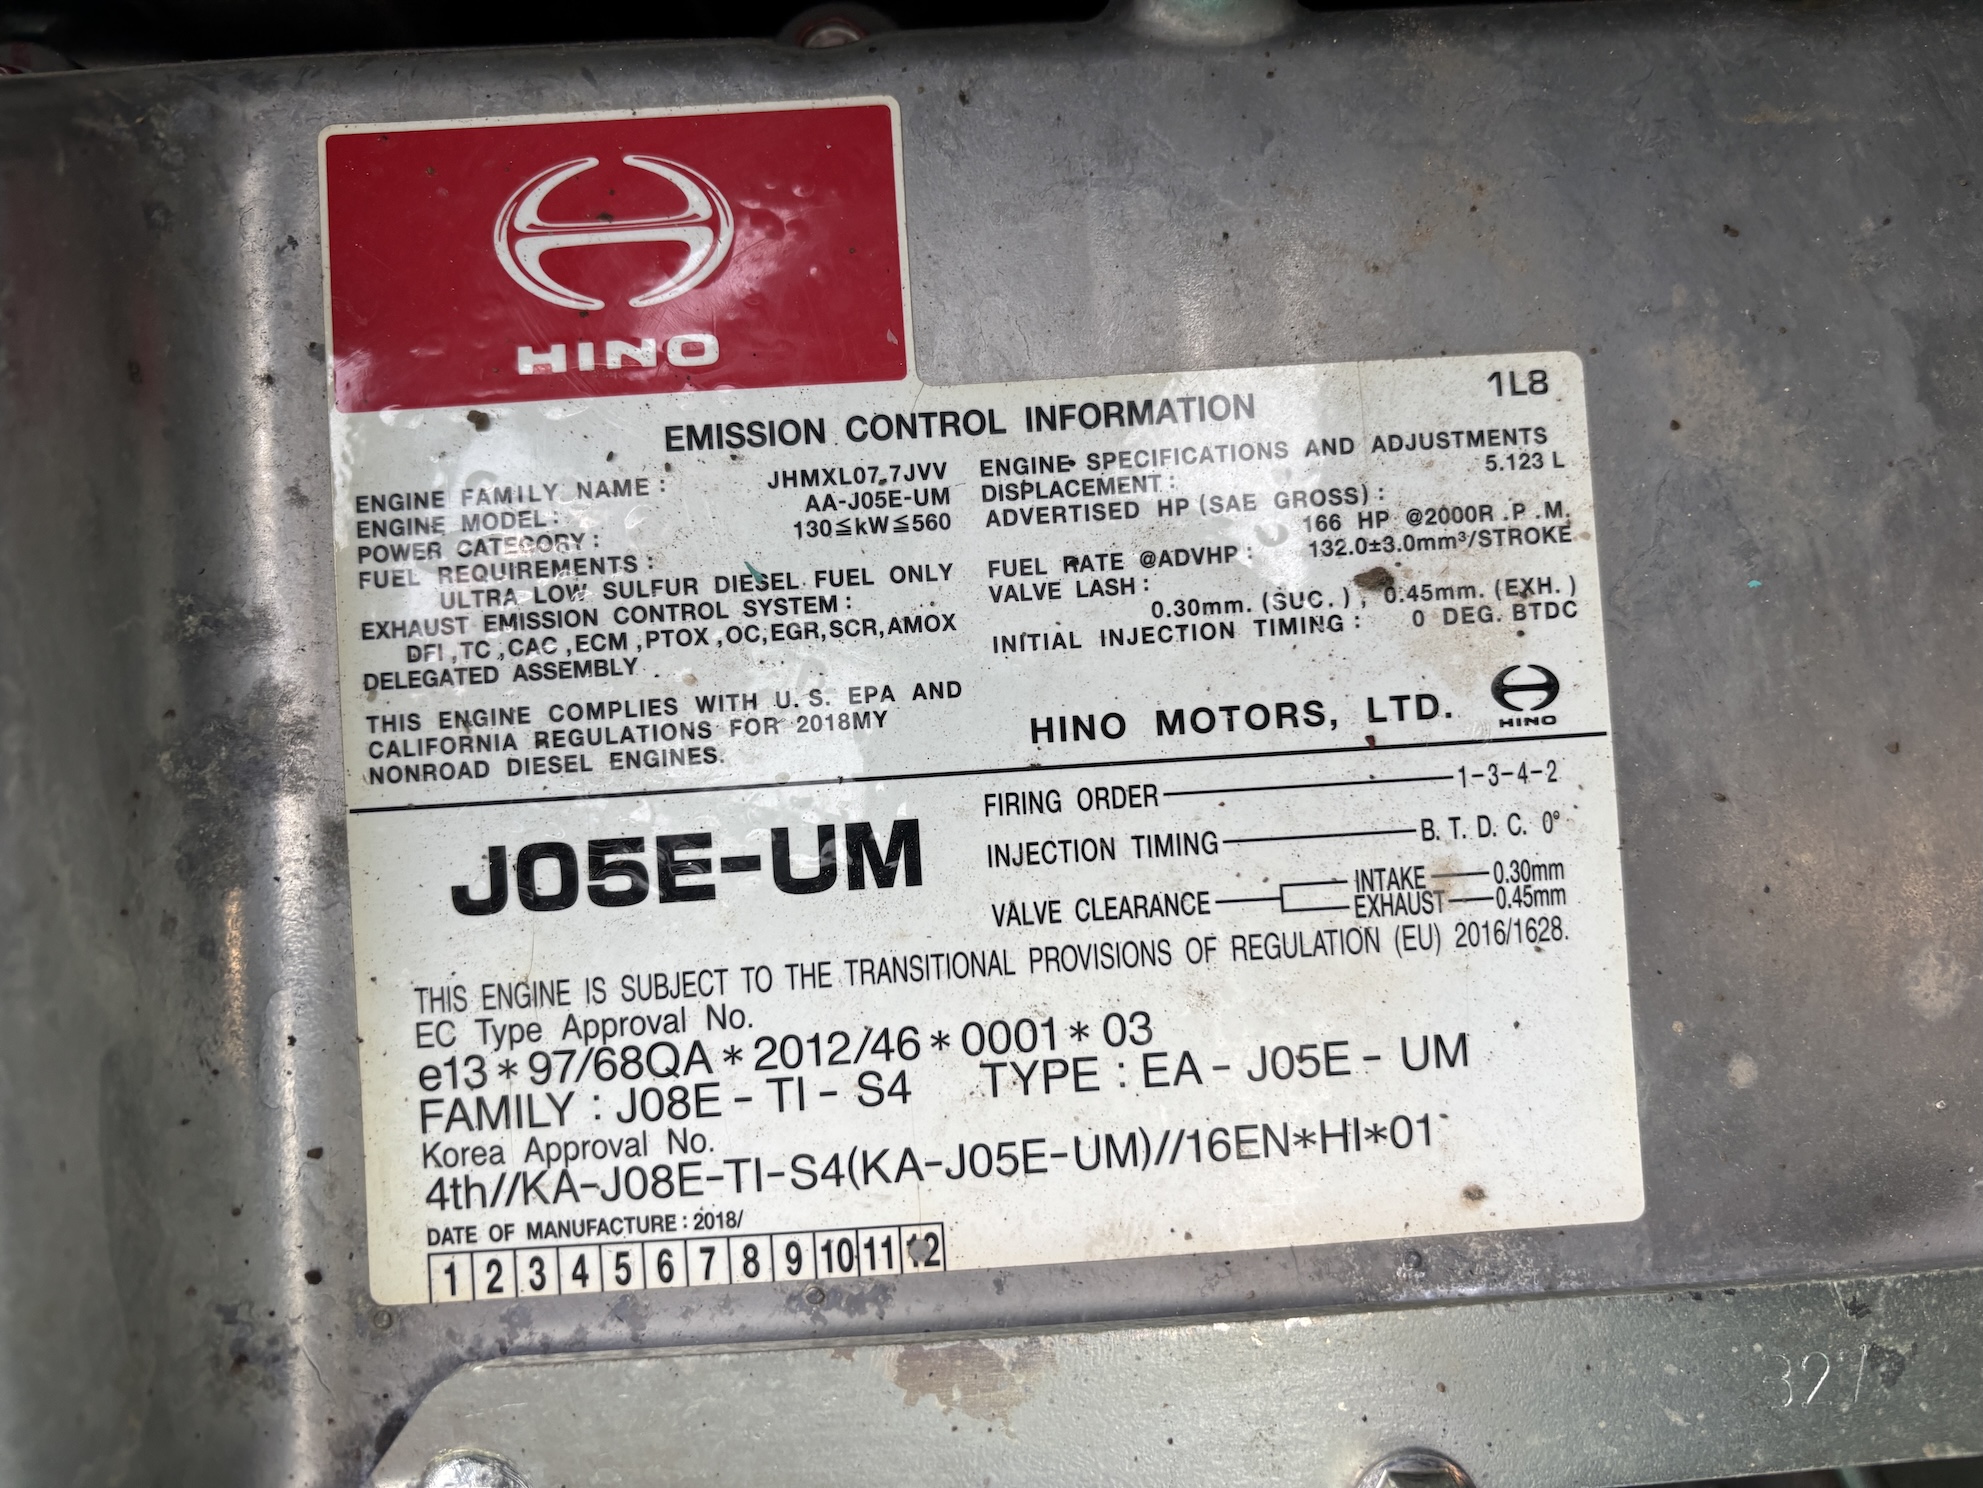 HINO
1L8
EMISSION CONTROL INFORMATION
ENGINE FAMILY NAME : JHMXL07.7JVV
ENGINE MODEL : AA-J05E-UM
POWER CATEGORY : 130≦kW≦560
FUEL REQUIREMENTS :
ULTRA LOW SULFUR DIESEL FUEL ONLY
EXHAUST EMISSION CONTROL SYSTEM :
DFI,TC,CAC,ECM,PTOX,OC,EGR,SCR,AMOX
DELEGATED ASSEMBLY
THIS ENGINE COMPLIES WITH U.S. EPA AND
CALIFORNIA REGULATIONS FOR 2018MY
NONROAD DIESEL ENGINES.
ENGINE SPECIFICATIONS AND ADJUSTMENTS
DISPLACEMENT : 5.123 L
ADVERTISED HP (SAE GROSS) :
166 HP @2000R.P.M.
FUEL RATE @ADVHP : 132.0±3.0mm³/STROKE
VALVE LASH :
0.30mm. (SUC.) , 0.45mm. (EXH.)
INITIAL INJECTION TIMING : 0 DEG. BTDC
HINO MOTORS, LTD.
HINO
J05E-UM
FIRING ORDER 1-3-4-2
INJECTION TIMING B. T. D. C. 0°
VALVE CLEARANCE INTAKE 0.30mm
EXHAUST 0.45mm
THIS ENGINE IS SUBJECT TO THE TRANSITIONAL PROVISIONS OF REGULATION (EU) 2016/1628.
EC Type Approval No.
e13*97/68QA*2012/46*0001*03
FAMILY : J08E-TI-S4 TYPE : EA-J05E-UM
Korea Approval No.
4th//KA-J08E-TI-S4(KA-J05E-UM)//16EN*HI*01
DATE OF MANUFACTURE : 2018/
1 2 3 4 5 6 7 8 9 10 11 12